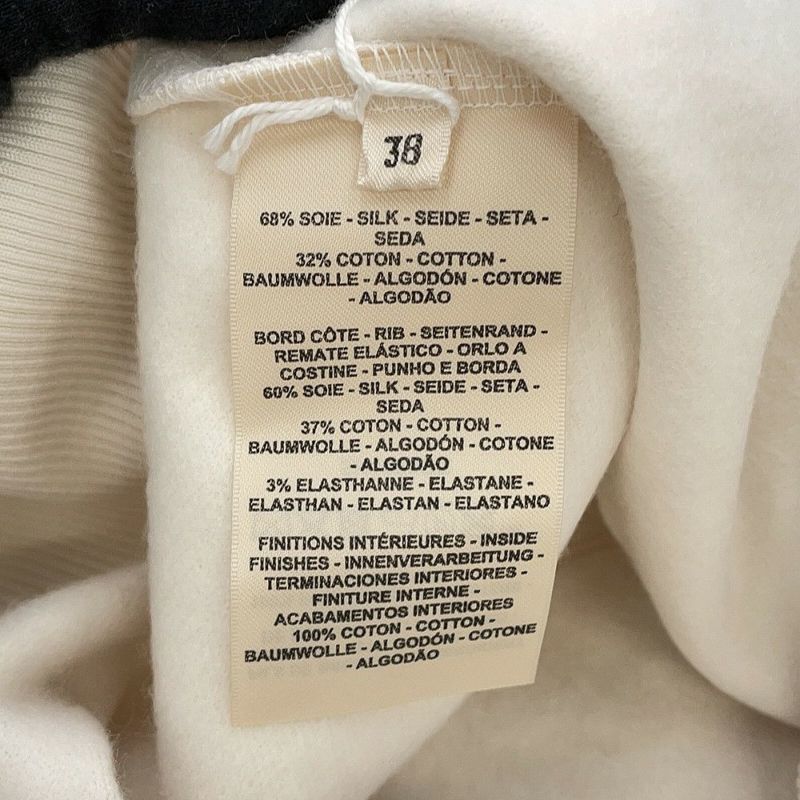 38
68% SOIE - SILK - SEIDE - SETA -
SEDA
32% COTON - COTTON -
BAUMWOLLE - ALGODÓN - COTONE
- ALGODÃO
BORD CÔTE - RIB - SEITENRAND -
REMATE ELÁSTICO - ORLO A
COSTINE - PUNHO E BORDA
60% SOIE - SILK - SEIDE - SETA -
SEDA
37% COTON - COTTON -
BAUMWOLLE - ALGODÓN - COTONE
- ALGODÃO
3% ELASTHANNE - ELASTANE -
ELASTHAN - ELASTAN - ELASTANO
FINITIONS INTÉRIEURES - INSIDE
FINISHES - INNENVERARBEITUNG -
TERMINACIONES INTERIORES -
FINITURE INTERNE -
ACABAMENTOS INTERIORES
100% COTON - COTTON -
BAUMWOLLE - ALGODÓN - COTONE
- ALGODÃO